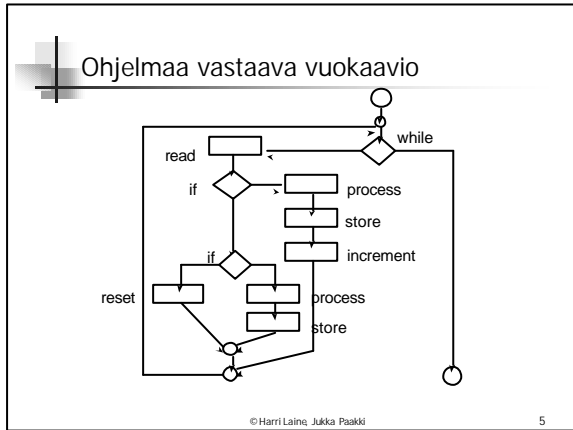 Ohjelmaa vastaava vuokaavio
while
read
if
process
store
if
increment
reset
process
store
© Harri Laine, Jukka Paakki
5